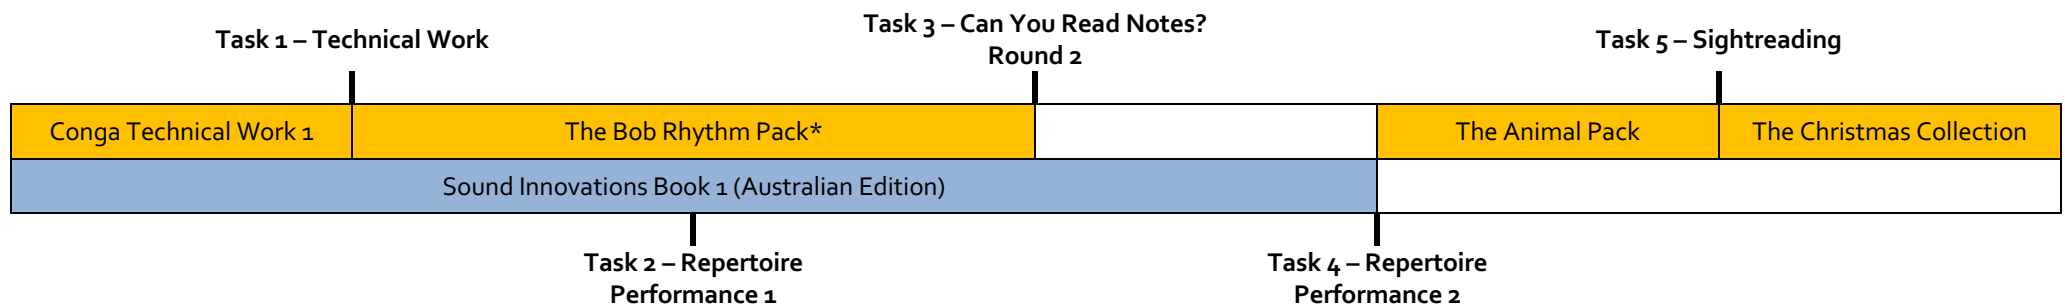 Task 1 – Technical Work
Task 3 – Can You Read Notes?
Round 2
Task 5 – Sightreading
Conga Technical Work 1
The Bob Rhythm Pack*
The Animal Pack
The Christmas Collection
Sound Innovations Book 1 (Australian Edition)
Task 2 – Repertoire
Performance 1
Task 4 – Repertoire
Performance 2